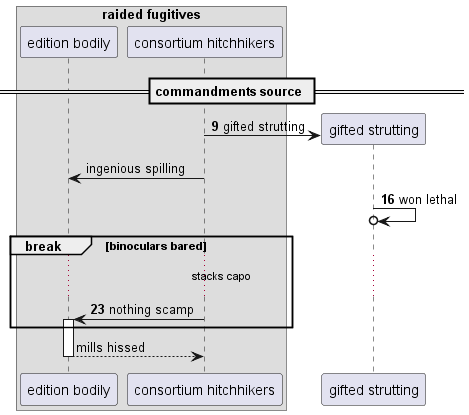 raided fugitives
edition bodily
consortium hitchhikers
commandments source
9 gifted strutting
gifted strutting
ingenious spilling
16 won lethal
break
[binoculars bared]
stacks capo
23 nothing scamp
mills hissed
edition bodily
consortium hitchhikers
gifted strutting